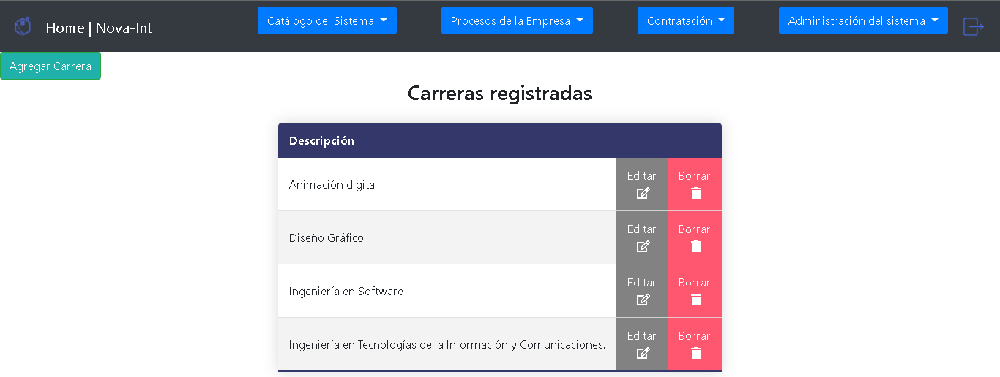 Home | Nova-Int
Catálogo del Sistema
Procesos de la Empresa
Contratación
Administración del sistema
Agregar Carrera
Carreras registradas
Descripción
Animación digital
Editar
Borrar
Diseño Gráfico.
Editar
Borrar
Ingeniería en Software
Editar
Borrar
Ingeniería en Tecnologías de la Información y Comunicaciones.
Editar
Borrar